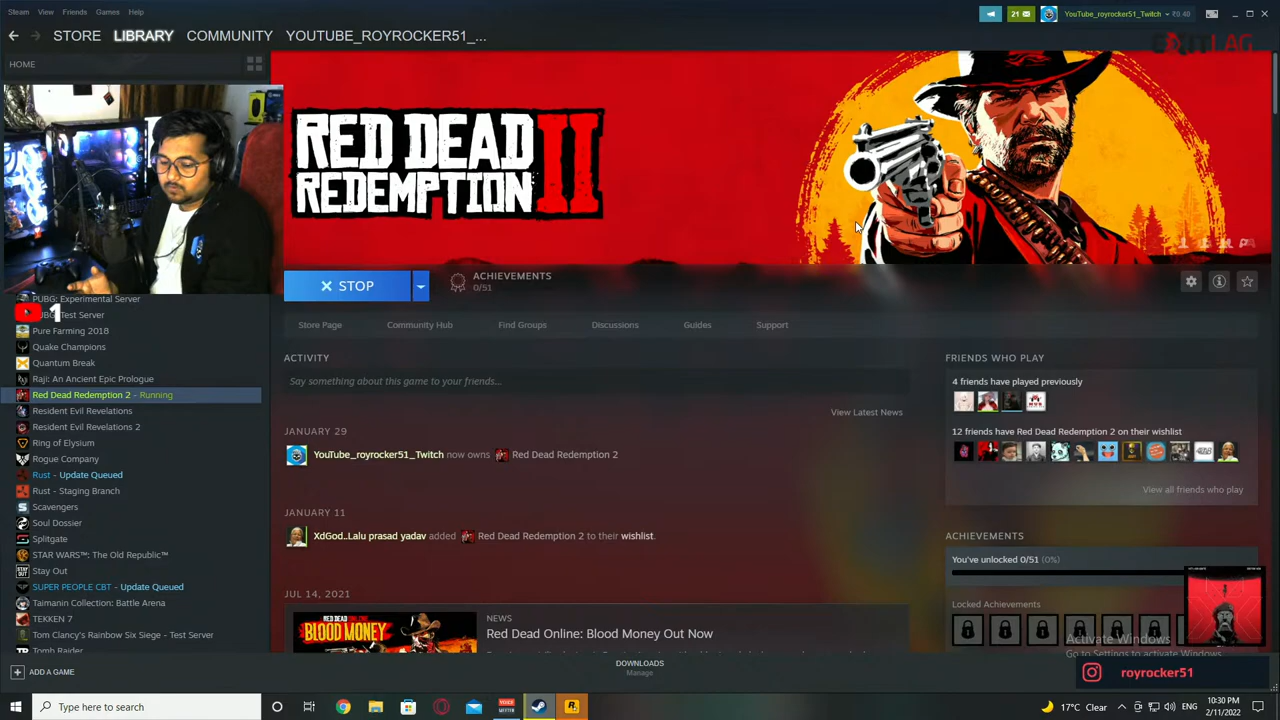 Steam View Friends Games Help
21
YouTube_royrocker51_Twitch ₹0.40
STORE LIBRARY COMMUNITY YOUTUBE_ROYROCKER51_...
EXITLAG
HOME
RED DEAD
REDEMPTION II
STOP
ACHIEVEMENTS
0/51
PUBG: Experimental Server
Test Server
1
Pure Farming 2018
Quake Champions
Quantum Break
Raji: An Ancient Epic Prologue
Red Dead Redemption 2 - Running
Resident Evil Revelations
Resident Evil Revelations 2
Ring of Elysium
Rogue Company
Rust - Update Queued
Rust - Staging Branch
Scavengers
Soul Dossier
Splitgate
STAR WARS™: The Old Republic™
Stay Out
SUPER PEOPLE CBT - Update Queued
Taimanin Collection: Battle Arena
TEKKEN 7
Tom Clancy's Rainbow Six Siege - Test Server
ADD A GAME
Store Page Community Hub Find Groups Discussions Guides Support
ACTIVITY
Say something about this game to your friends...
View Latest News
JANUARY 29
YouTube_royrocker51_Twitch now owns Red Dead Redemption 2
JANUARY 11
XdGod..Lalu prasad yadav added Red Dead Redemption 2 to their wishlist.
JUL 14, 2021
RED DEAD ONLINE
BLOOD MONEY
NEWS
Red Dead Online: Blood Money Out Now
FRIENDS WHO PLAY
4 friends have played previously
12 friends have Red Dead Redemption 2 on their wishlist
View all friends who play
ACHIEVEMENTS
You've unlocked 0/51 (0%)
Locked Achievements
Activate Windows
Go to Settings to activate Windows.
royrocker51
DOWNLOADS
Manage
Type here to search
VOICE MEETER
17°C Clear
ENG
10:30 PM
2/11/2022